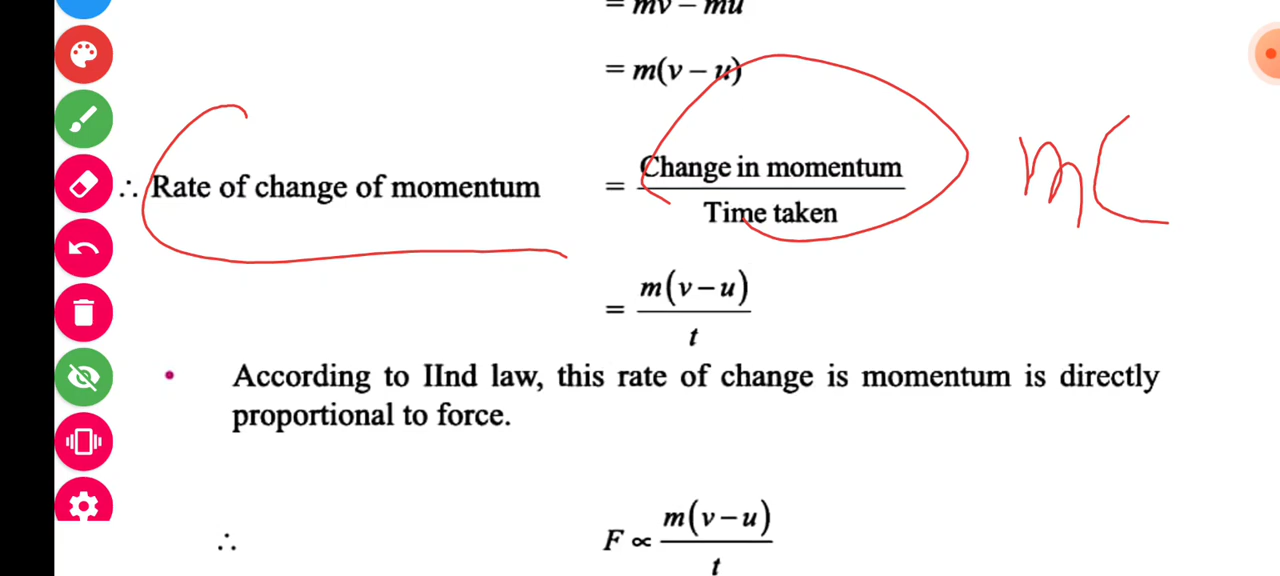 = mv − mu
= m(v − u)
∴ Rate of change of momentum = Change in momentum / Time taken
mC
= m(v − u) / t
• According to IInd law, this rate of change is momentum is directly
proportional to force.
∴ F ∝ m(v − u) / t